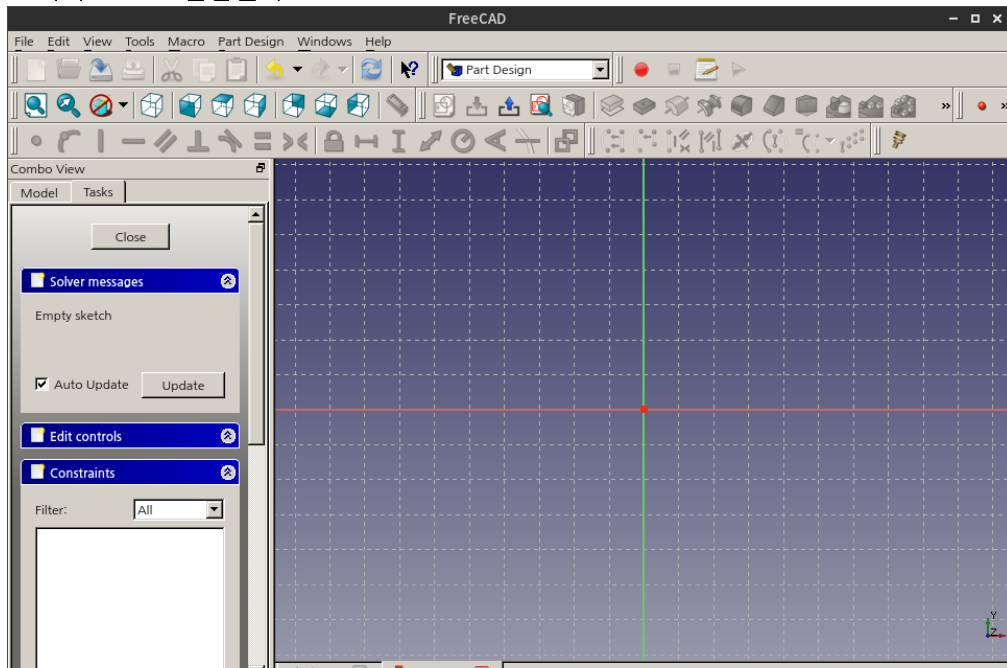 FreeCAD
File Edit View Tools Macro Part Design Windows Help
Part Design
Combo View
Model Tasks
Close
Solver messages
Empty sketch
Auto Update Update
Edit controls
Constraints
Filter: All
Y
Z